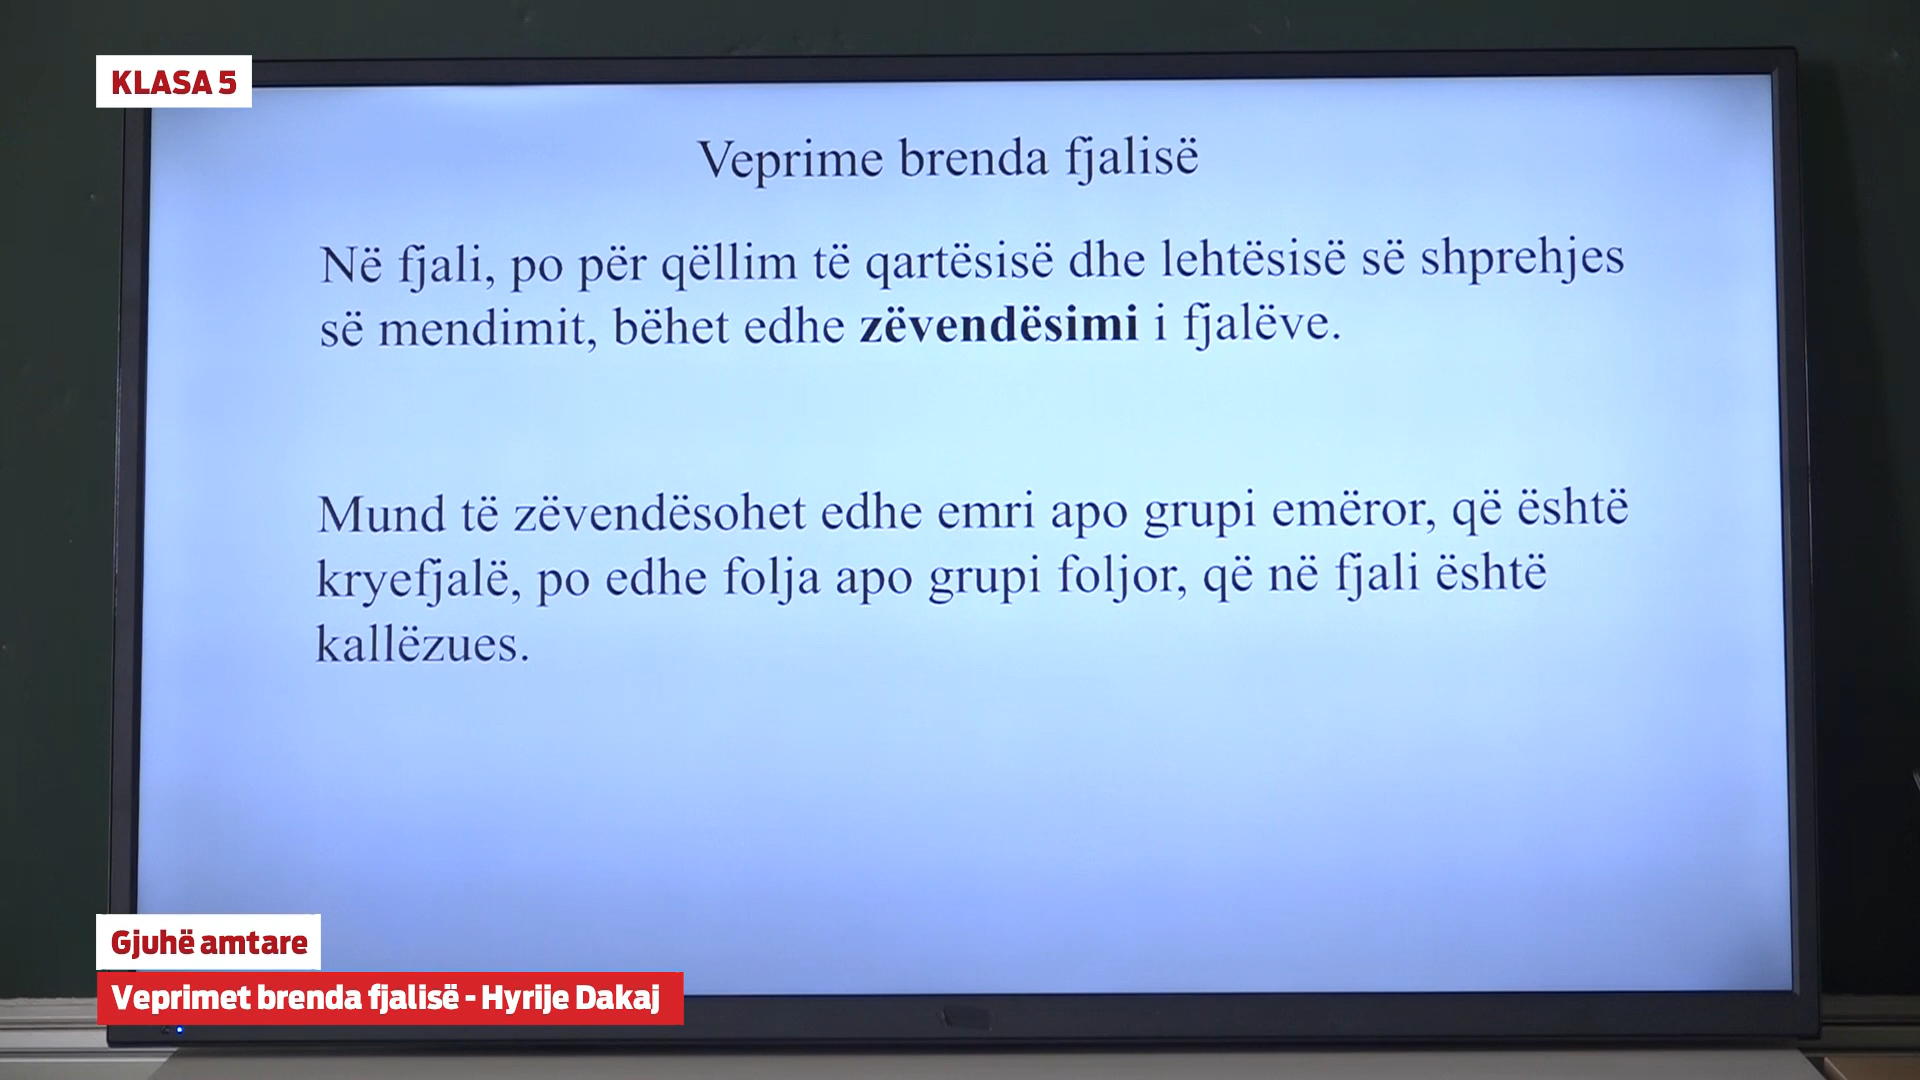 KLASA 5
Veprime brenda fjalisë
Në fjali, po për qëllim të qartësisë dhe lehtësisë së shprehjes
së mendimit, bëhet edhe zëvendësimi i fjalëve.
Mund të zëvendësohet edhe emri apo grupi emëror, që është
kryefjalë, po edhe folja apo grupi foljor, që në fjali është
kallëzues.
Gjuhë amtare
Veprimet brenda fjalisë - Hyrije Dakaj